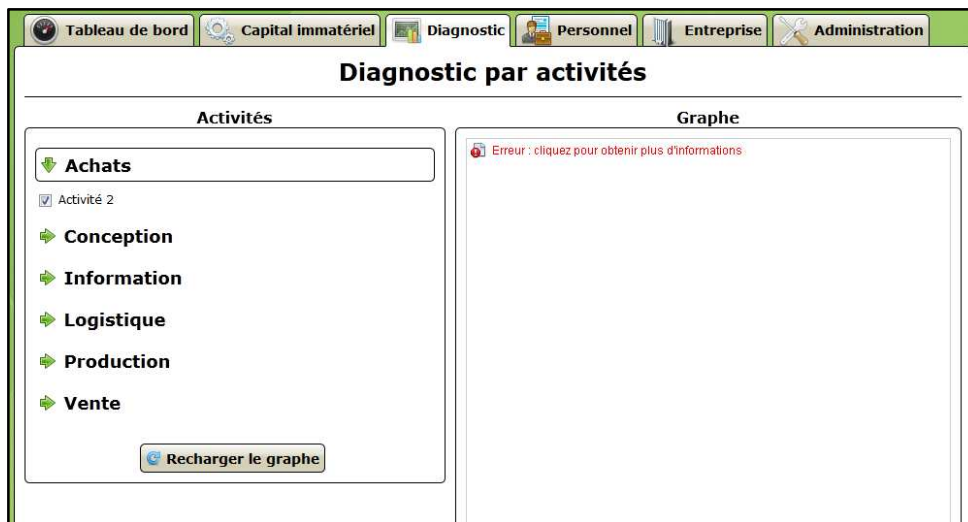 Tableau de bord Capital immatériel Diagnostic Personnel Entreprise Administration
Diagnostic par activités
Activités
Achats
Activité 2
Conception
Information
Logistique
Production
Vente
Recharger le graphe
Graphe
Erreur : cliquez pour obtenir plus d'informations